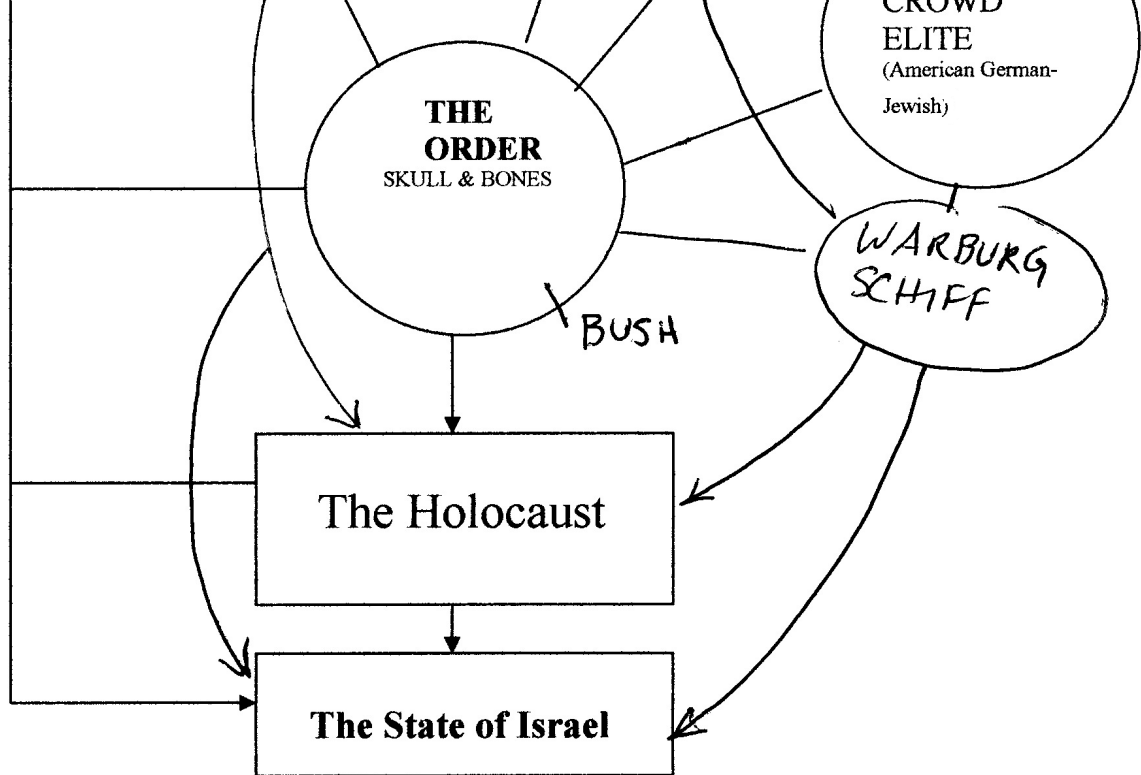 CROWD
ELITE
(American German-
Jewish)
THE
ORDER
SKULL & BONES
WARBURG
SCHIFF
BUSH
The Holocaust
The State of Israel